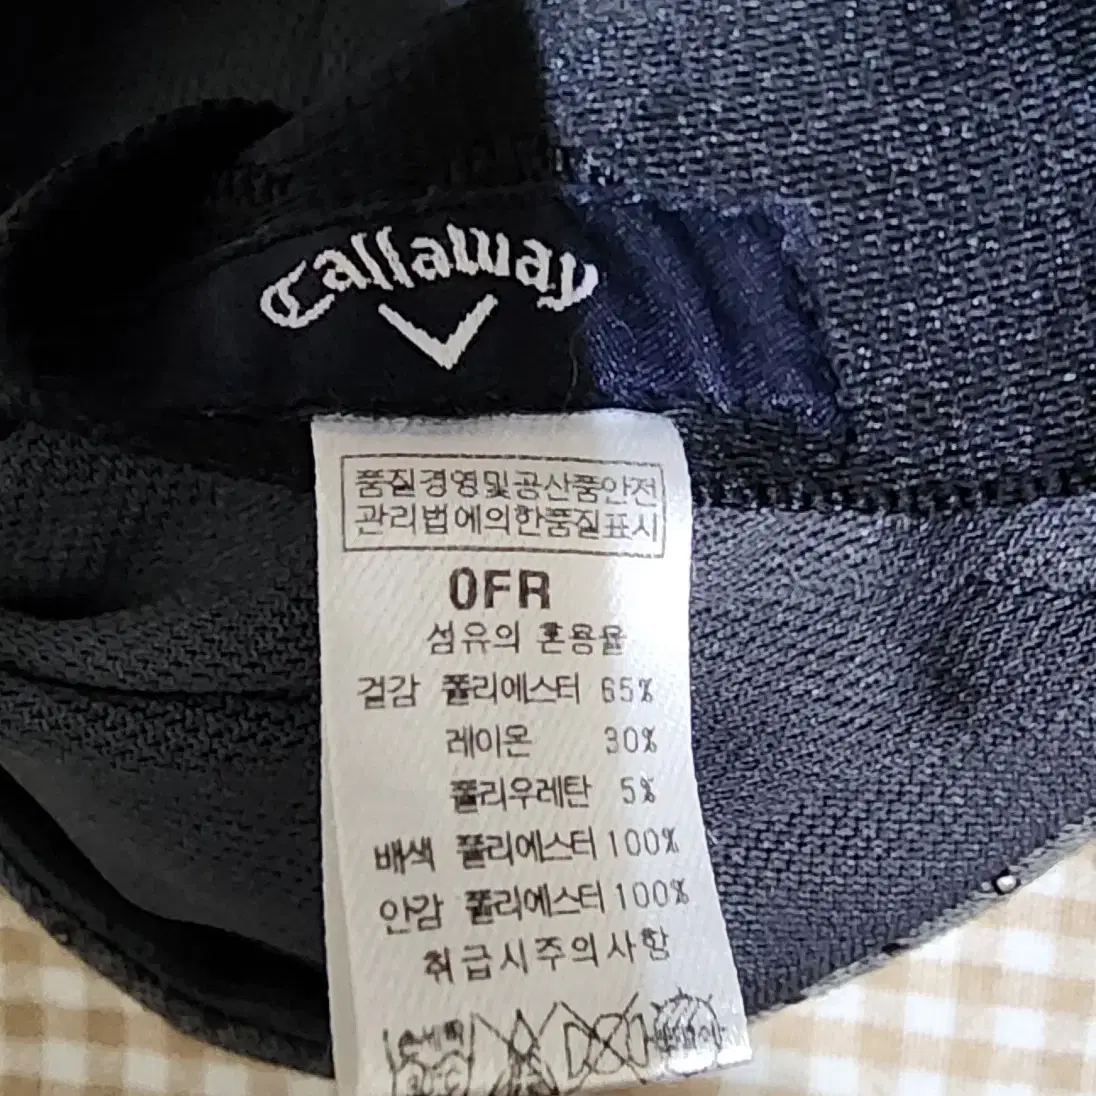 Callaway
품질경영및공산품안전
관리법에의한품질표시
0FR
섬유의 혼용율
겉감 폴리에스터 65%
레이온 30%
폴리우레탄 5%
배색 폴리에스터 100%
안감 폴리에스터 100%
취급시주의사항